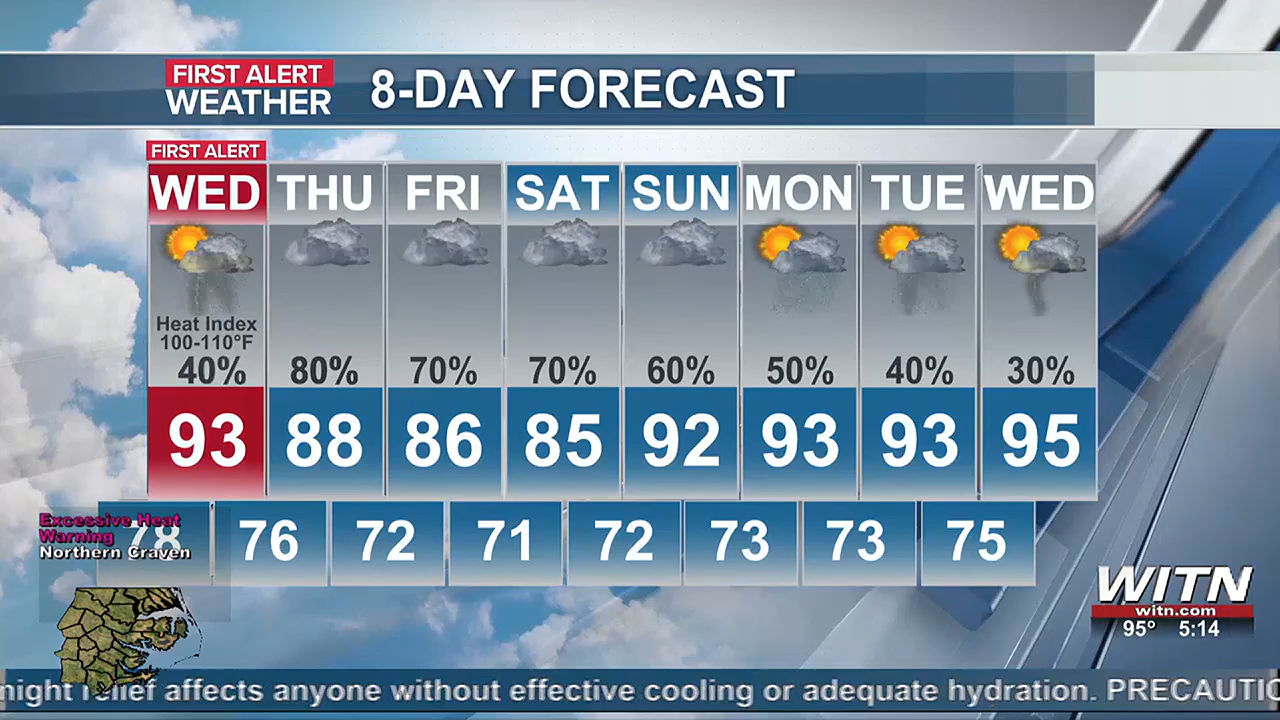 FIRST ALERT
WEATHER
8-DAY FORECAST
FIRST ALERT
WED THU FRI SAT SUN MON TUE WED
Heat Index
100-110°F
40% 80% 70% 70% 60% 50% 40% 30%
93 88 86 85 92 93 93 95
78 76 72 71 72 73 73 75
Excessive Heat
Warning
Northern Craven
WITN
witn.com
95° 5:14
night relief affects anyone without effective cooling or adequate hydration. PRECAUTIO